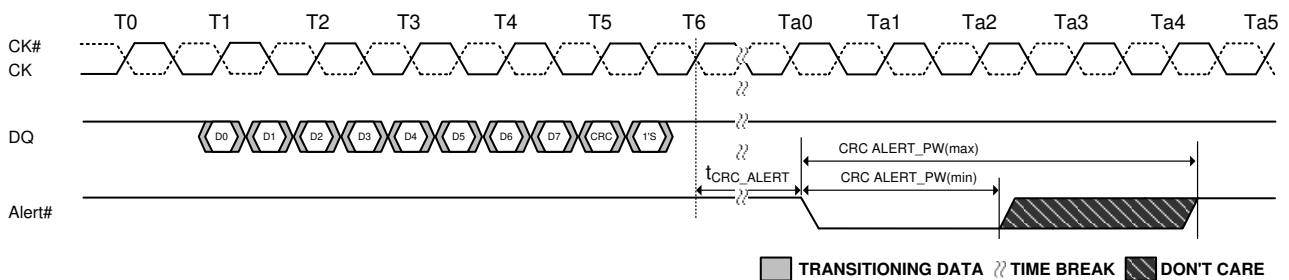 T0 T1 T2 T3 T4 T5 T6 Ta0 Ta1 Ta2 Ta3 Ta4 Ta5
CK#
CK
DQ D0 D1 D2 D3 D4 D5 D6 D7 CRC 1'S
CRC ALERT_PW(max)
tCRC_ALERT CRC ALERT_PW(min)
Alert#
TRANSITIONING DATA TIME BREAK DON'T CARE